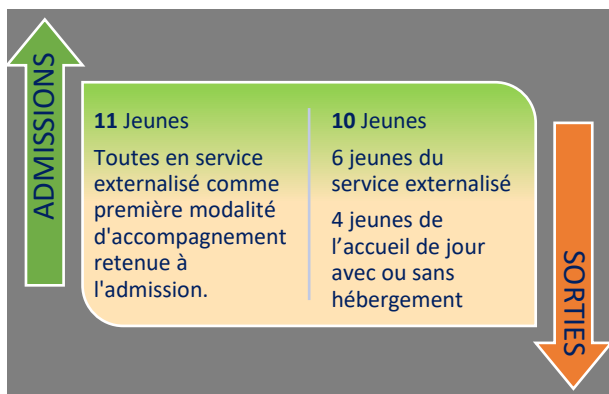 ADMISSIONS
11 Jeunes
Toutes en service
externalisé comme
première modalité
d'accompagnement
retenue à
l'admission.
10 Jeunes
6 jeunes du
service externalisé
4 jeunes de
l’accueil de jour
avec ou sans
hébergement
SORTIES